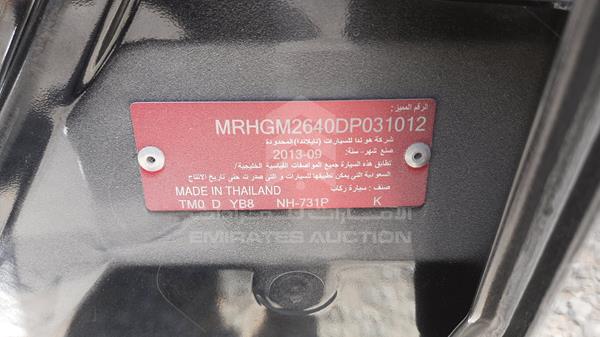 الرقم المميز:
MRHGM2640DP031012
شركة هوندا للسيارات (تايلاند) المحدودة
صنع شهر- سنة: 2013-09
تطابق هذه السيارة جميع المواصفات القياسية الخليجية/
السعودية التي يمكن تطبيقها للسيارات و التي صدرت حتى تاريخ الانتاج
صنف : سيارة ركاب
MADE IN THAILAND
TM0 D YB8 NH-731P K
الامارات للمزادات
EMIRATES AUCTION